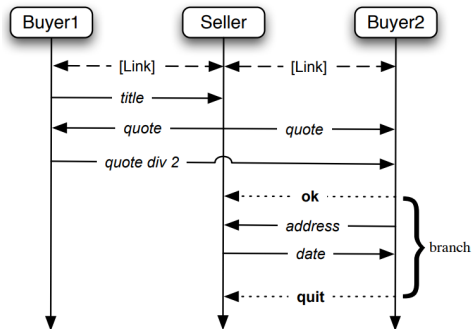 Buyer1 Seller Buyer2
[Link] [Link]
title
quote quote
quote div 2
ok
address
branch
date
quit